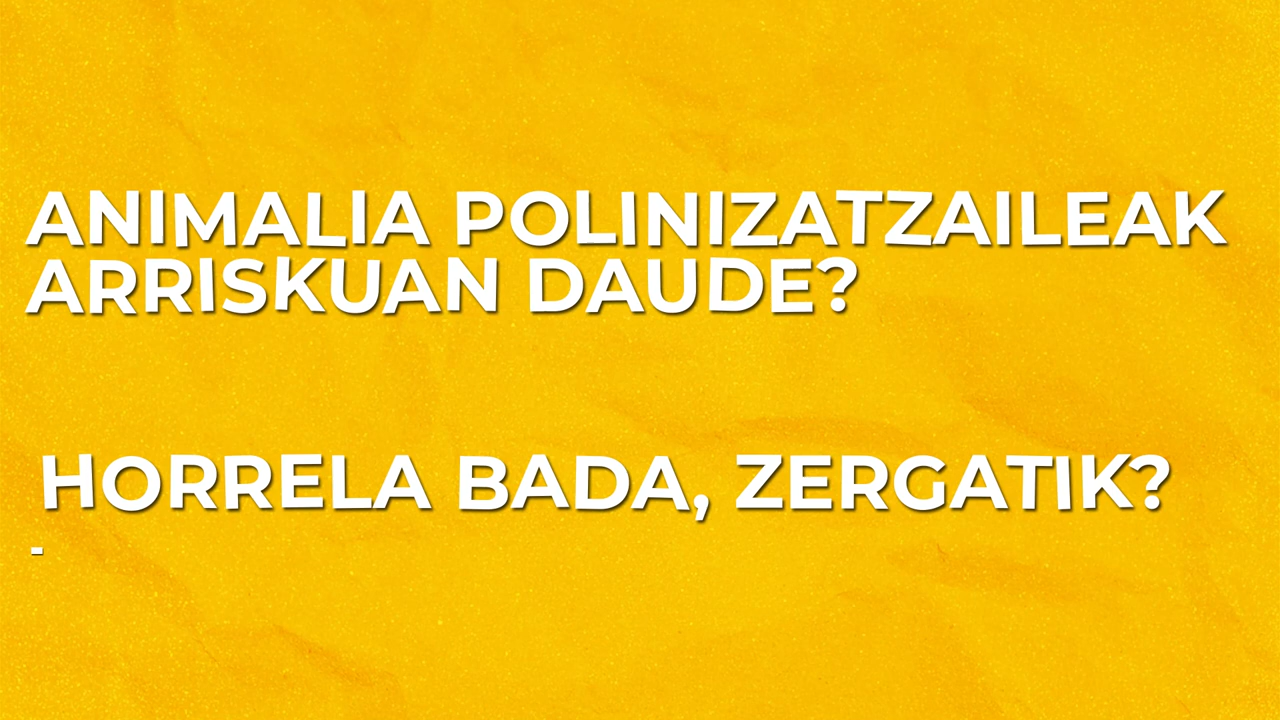 ANIMALIA POLINIZATZAILEAK
ARRISKUAN DAUDE?
HORRELA BADA, ZERGATIK?
-